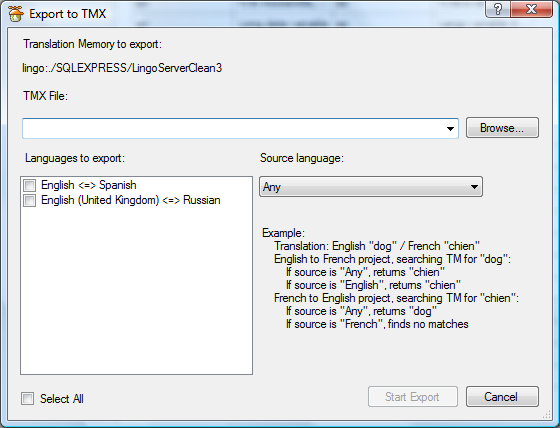 Export to TMX
Translation Memory to export:
lingo:./SQLEXPRESS/LingoServerClean3
TMX File:
Browse...
Languages to export:
Source language:
English <=> Spanish
English (United Kingdom) <=> Russian
Any
Example:
Translation: English "dog" / French "chien"
English to French project, searching TM for "dog":
If source is "Any", returns "chien"
If source is "English", returns "chien"
French to English project, searching TM for "chien":
If source is "Any", returns "dog"
If source is "French", finds no matches
Select All
Start Export
Cancel